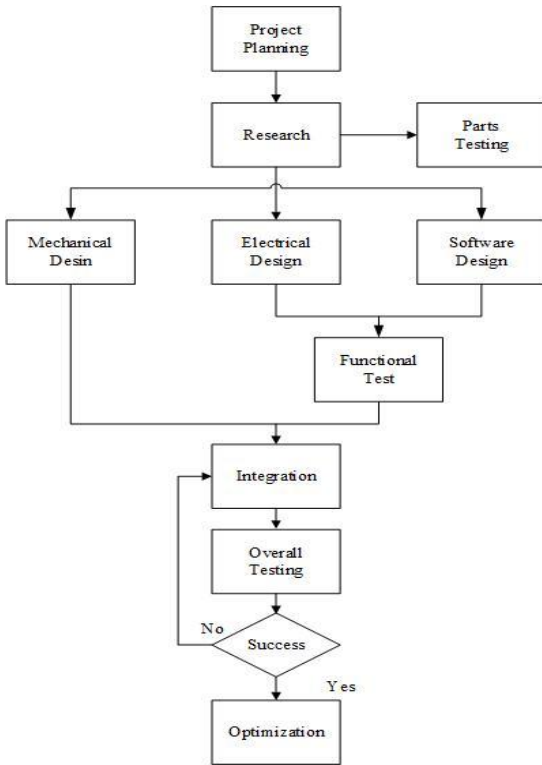 Project
Planning
Research
Parts
Testing
Mechanical
Desin
Electrical
Design
Software
Design
Functional
Test
Integration
Overall
Testing
No
Success
Yes
Optimization